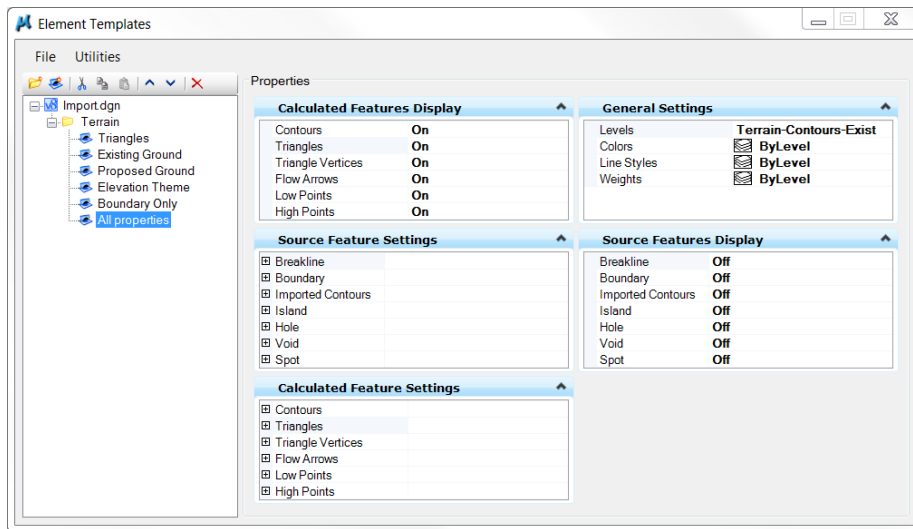 Element Templates
File Utilities
Import.dgn
Terrain
Triangles
Existing Ground
Proposed Ground
Elevation Theme
Boundary Only
All properties
Properties
Calculated Features Display
Contours On
Triangles On
Triangle Vertices On
Flow Arrows On
Low Points On
High Points On
General Settings
Levels Terrain-Contours-Exist
Colors ByLevel
Line Styles ByLevel
Weights ByLevel
Source Feature Settings
Breakline
Boundary
Imported Contours
Island
Hole
Void
Spot
Source Features Display
Breakline Off
Boundary Off
Imported Contours Off
Island Off
Hole Off
Void Off
Spot Off
Calculated Feature Settings
Contours
Triangles
Triangle Vertices
Flow Arrows
Low Points
High Points